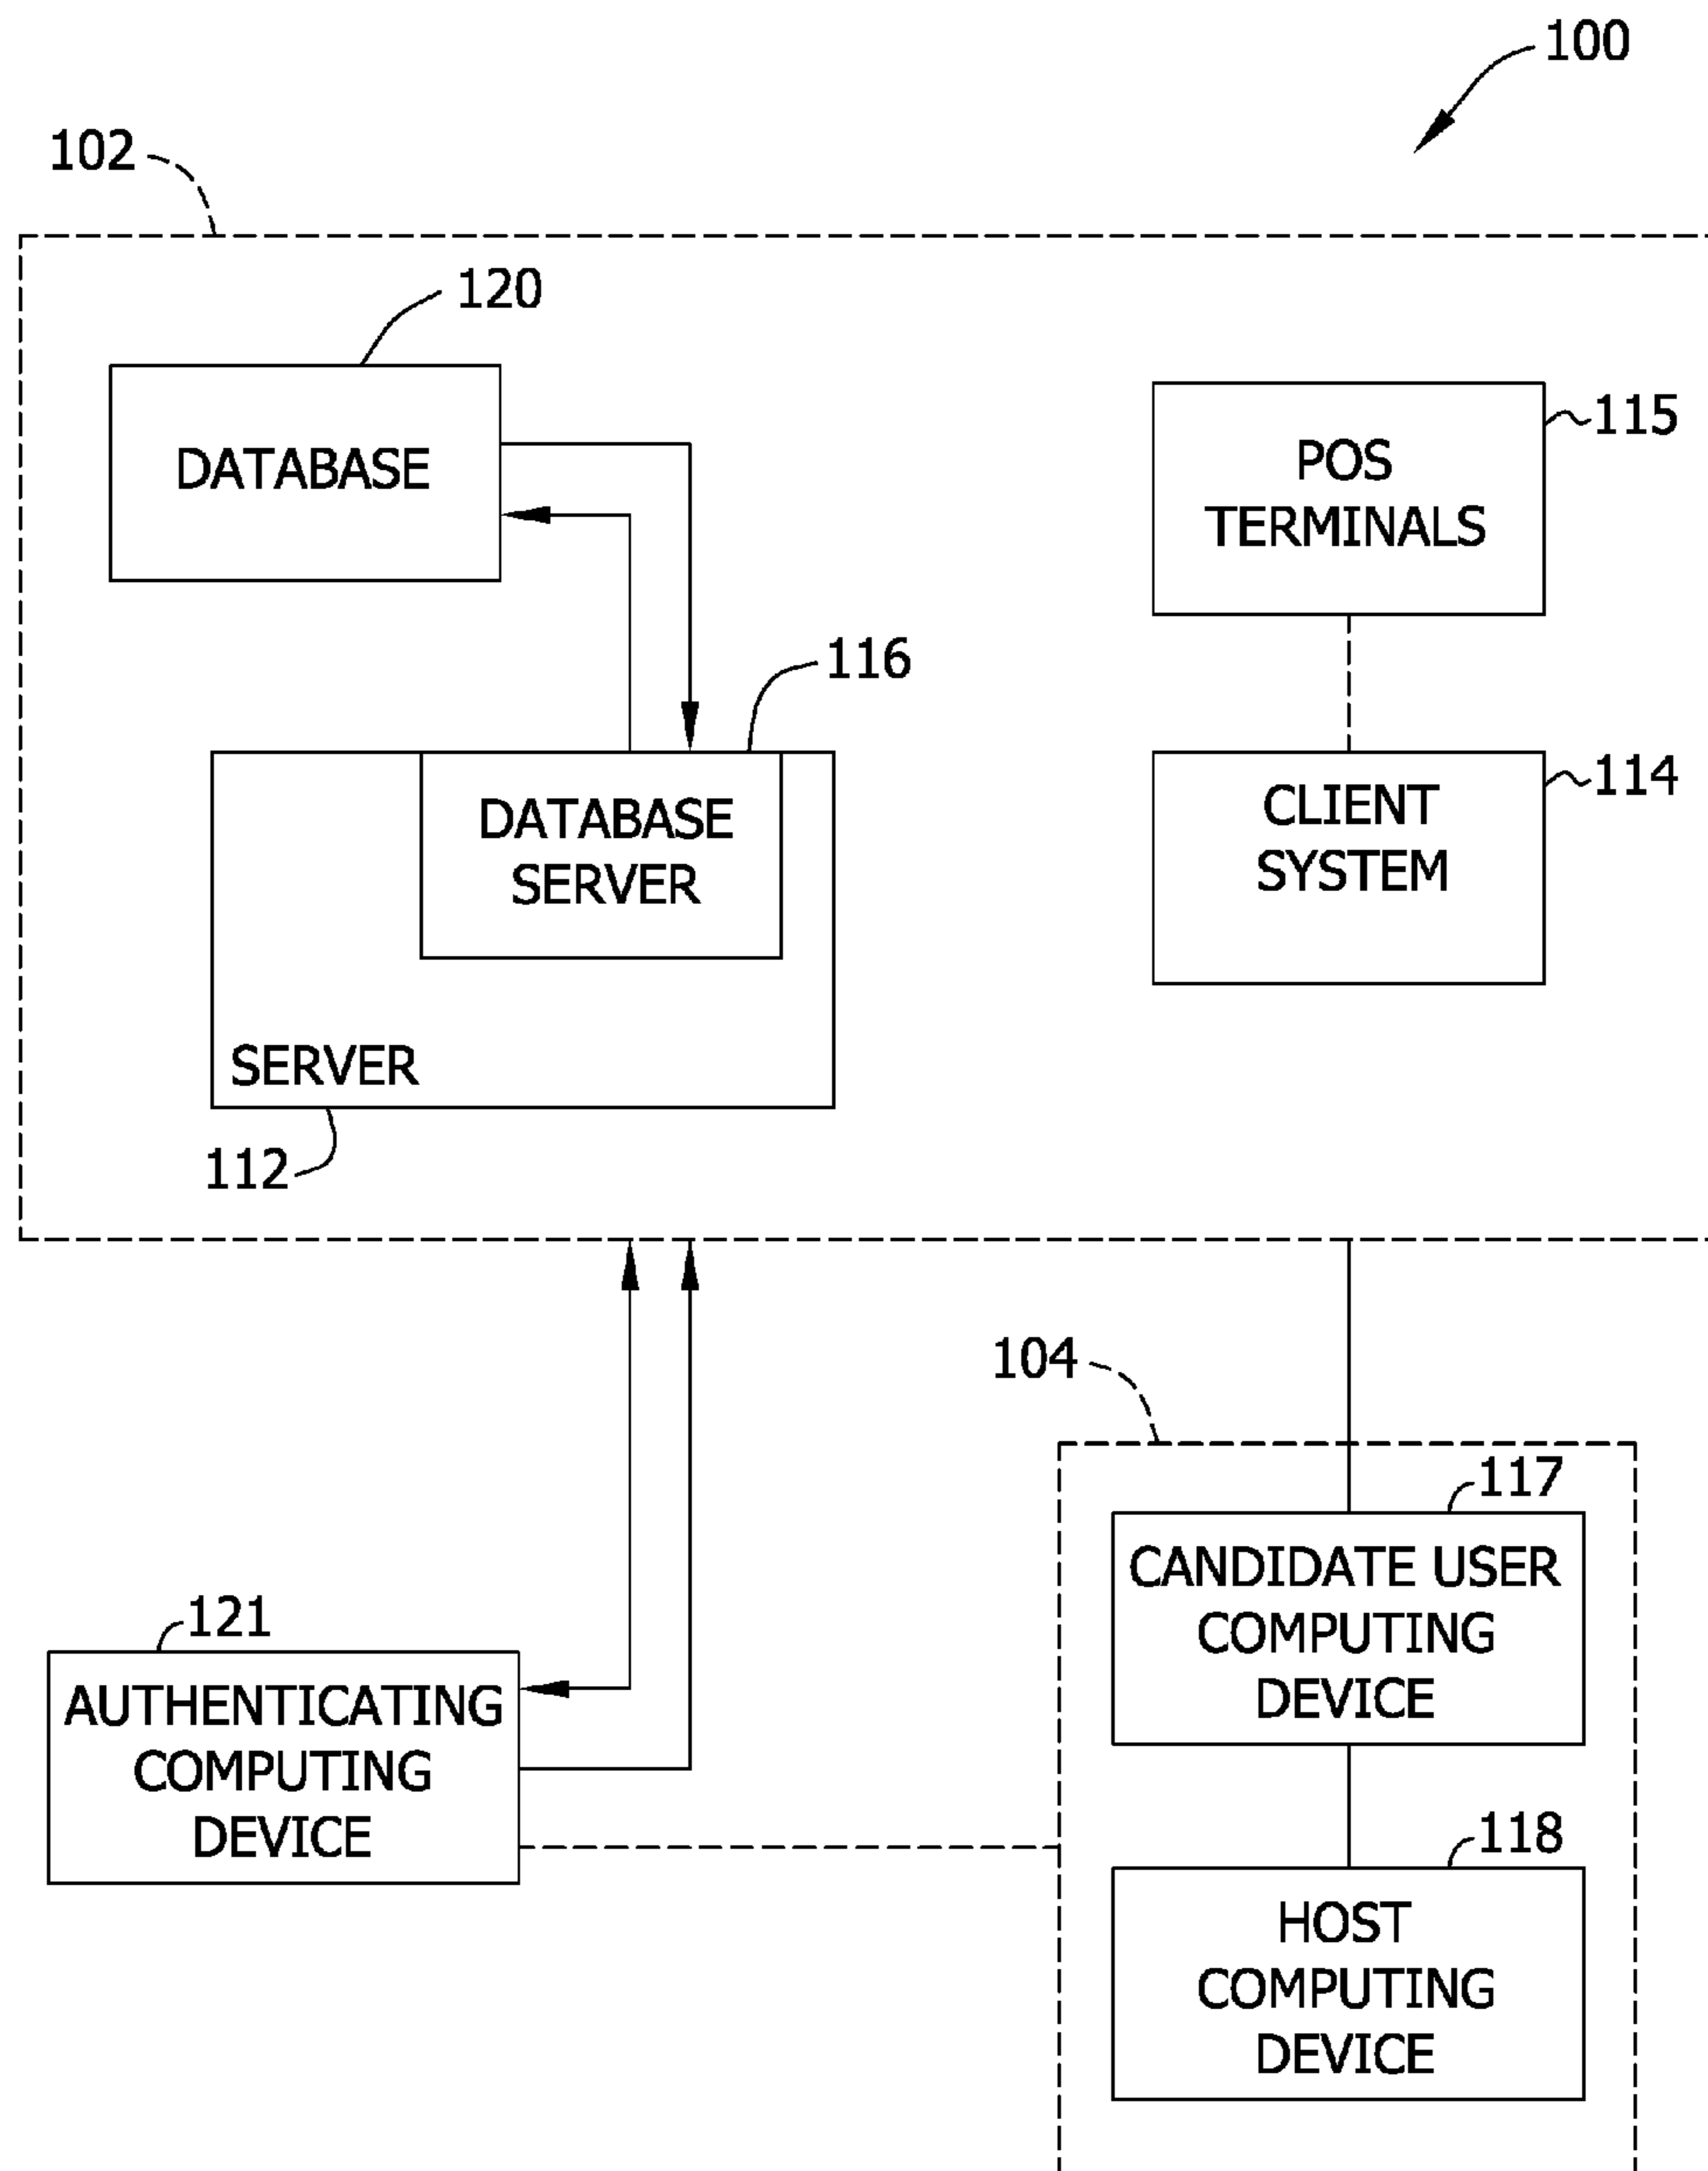 100
102
120
DATABASE
115
POS
TERMINALS
116
114
DATABASE
SERVER
CLIENT
SYSTEM
SERVER
112
104
117
CANDIDATE USER
COMPUTING
DEVICE
121
AUTHENTICATING
COMPUTING
DEVICE
118
HOST
COMPUTING
DEVICE